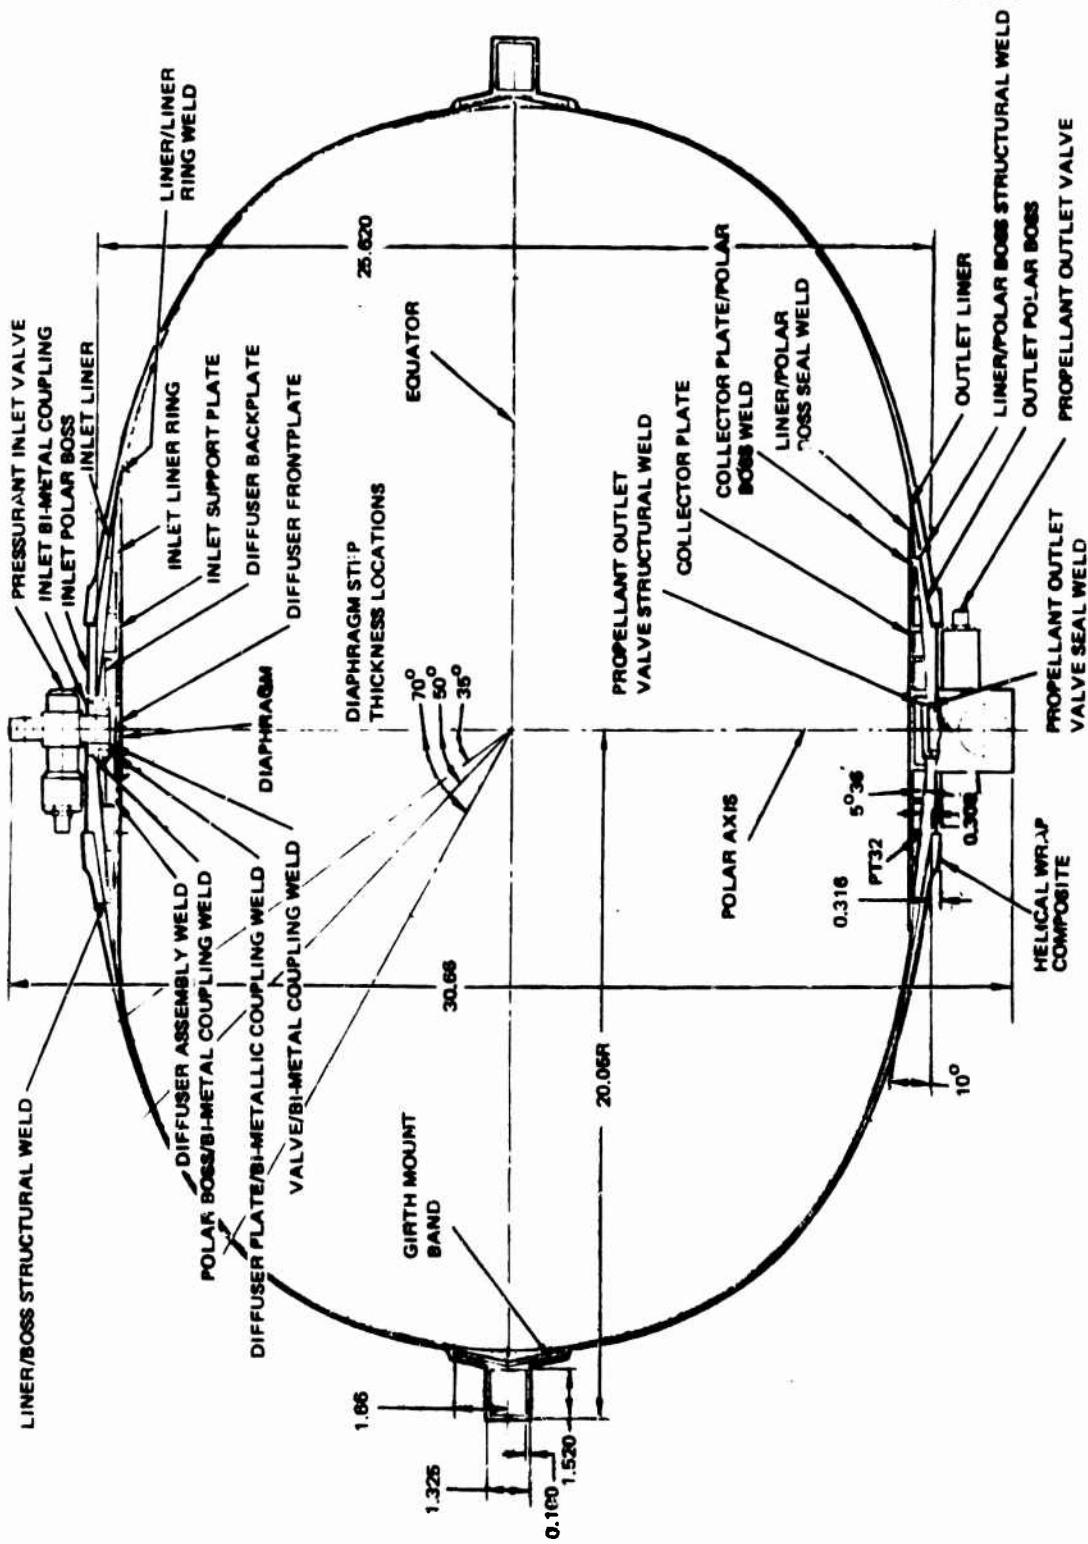 LINER/BOSS STRUCTURAL WELD
DIFFUSER ASSEMBLY WELD
POLAR BOSS/BI-METAL COUPLING WELD
DIFFUSER PLATE/BI-METALLIC COUPLING WELD
VALVE/BI-METAL COUPLING WELD
PRESSURANT INLET VALVE
INLET BI-METAL COUPLING
INLET POLAR BOSS
INLET LINER
LINER/LINER
RING WELD
INLET LINER RING
INLET SUPPORT PLATE
DIFFUSER BACKPLATE
DIFFUSER FRONTPLATE
DIAPHRAGM
DIAPHRAGM STEP
THICKNESS LOCATIONS
70°
50°
35°
25.620
EQUATOR
30.66
20.05R
GIRTH MOUNT
BAND
1.66
1.325
0.100
1.520
POLAR AXIS
PROPELLANT OUTLET
VALVE STRUCTURAL WELD
COLLECTOR PLATE
COLLECTOR PLATE/POLAR
BOSS WELD
LINER/POLAR
BOSS SEAL WELD
OUTLET LINER
LINER/POLAR BOSS STRUCTURAL WELD
OUTLET POLAR BOSS
PROPELLANT OUTLET VALVE
PROPELLANT OUTLET
VALVE SEAL WELD
5°36'
PT32
0.316
10°
HELICAL WRAP
COMPOSITE